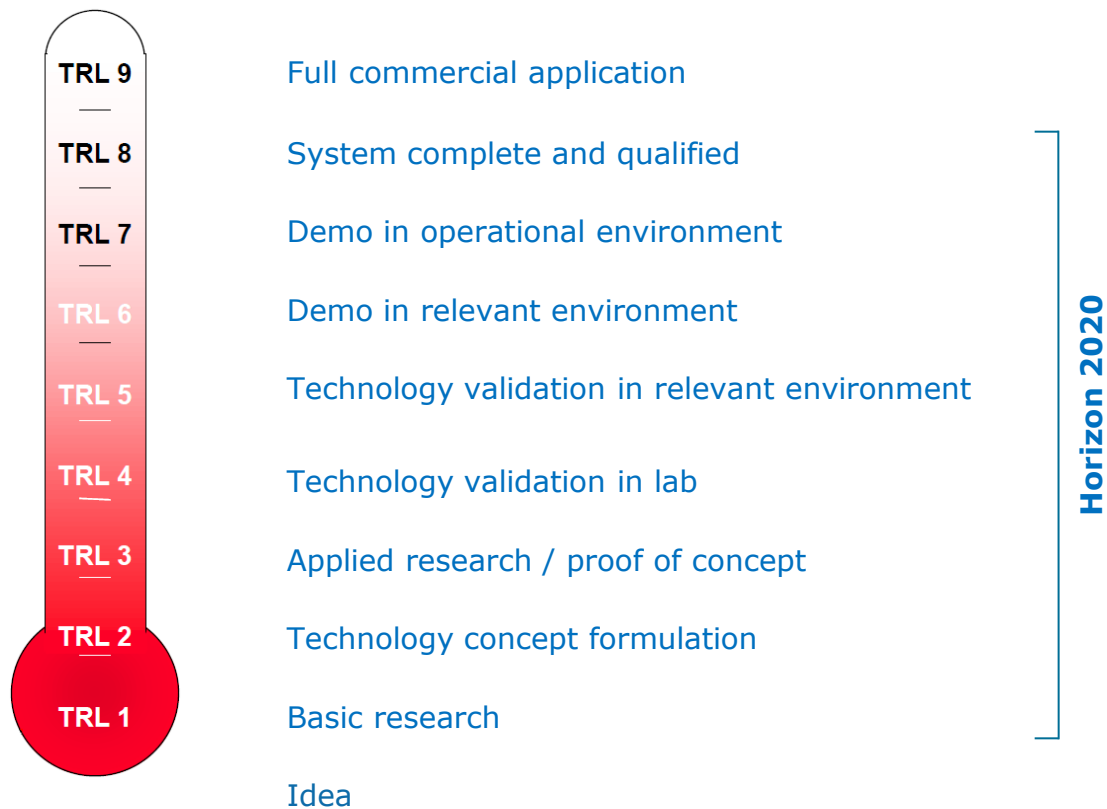 TRL 9 Full commercial application
TRL 8 System complete and qualified
TRL 7 Demo in operational environment
TRL 6 Demo in relevant environment
TRL 5 Technology validation in relevant environment
TRL 4 Technology validation in lab
TRL 3 Applied research / proof of concept
TRL 2 Technology concept formulation
TRL 1 Basic research
Idea
Horizon 2020